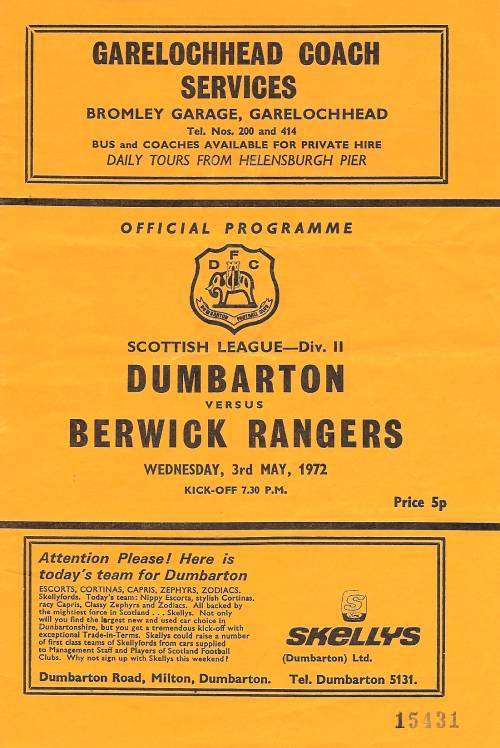 GARELOCHHEAD COACH
SERVICES
BROMLEY GARAGE, GARELOCHHEAD
Tel. Nos. 200 and 414
BUS and COACHES AVAILABLE FOR PRIVATE HIRE
DAILY TOURS FROM HELENSBURGH PIER
OFFICIAL PROGRAMME
D F C
DUMBARTON FOOTBALL CLUB
SCOTTISH LEAGUE—Div. II
DUMBARTON
VERSUS
BERWICK RANGERS
WEDNESDAY, 3rd MAY, 1972
KICK-OFF 7.30 P.M.
Price 5p
Attention Please! Here is
today's team for Dumbarton
ESCORTS, CORTINAS, CAPRIS, ZEPHYRS, ZODIACS.
Skellyfords. Today's team: Nippy Escorts, stylish Cortinas,
racy Capris, Classy Zephyrs and Zodiacs. All backed by
the mightiest force in Scotland . . . Skellys. Not only
will you find the largest new and used car choice in
Dunbartonshire, but you get a tremendous kick-off with
exceptional Trade-in-Terms. Skellys could raise a number
of first class teams of Skellyfords from cars supplied
to Management Staff and Players of Scotland Football
Clubs. Why not sign up with Skellys this weekend?
S
SKELLYS
(Dumbarton) Ltd.
Dumbarton Road, Milton, Dumbarton. Tel. Dumbarton 5131.
15431